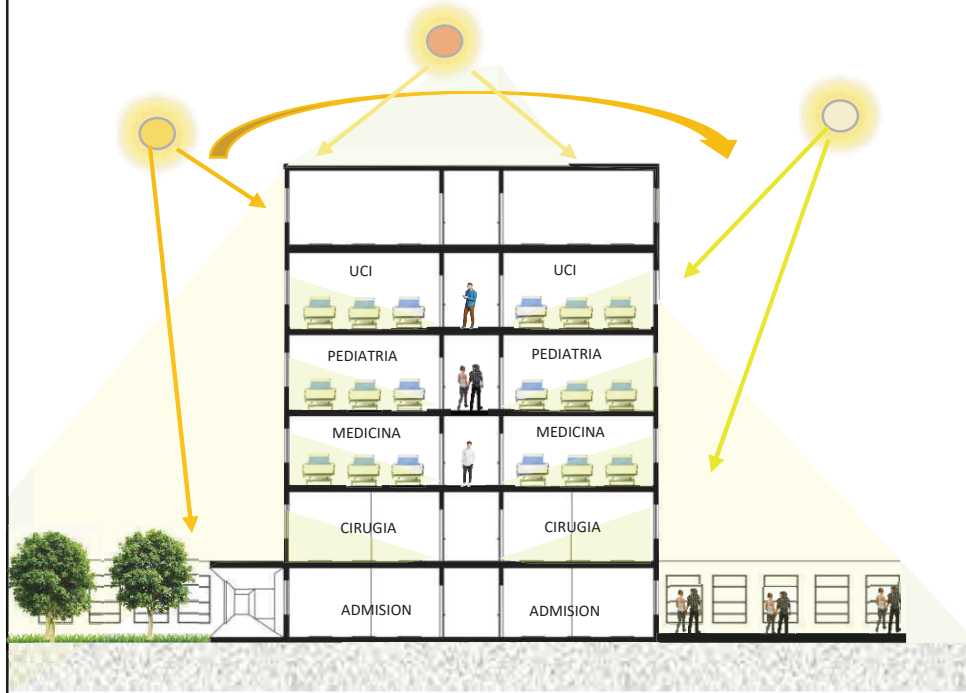 UCI UCI
PEDIATRIA PEDIATRIA
MEDICINA MEDICINA
CIRUGIA CIRUGIA
ADMISION ADMISION